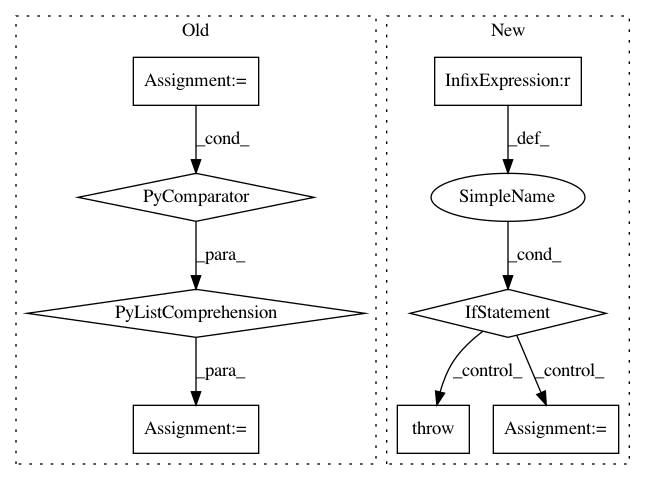 Old
New
Assignment:=
InfixExpression:r
_cond_
_def_
PyComparator
SimpleName
_para_
_cond_
PyListComprehension
IfStatement
_para_
_control_
_control_
Assignment:=
throw
Assignment:=